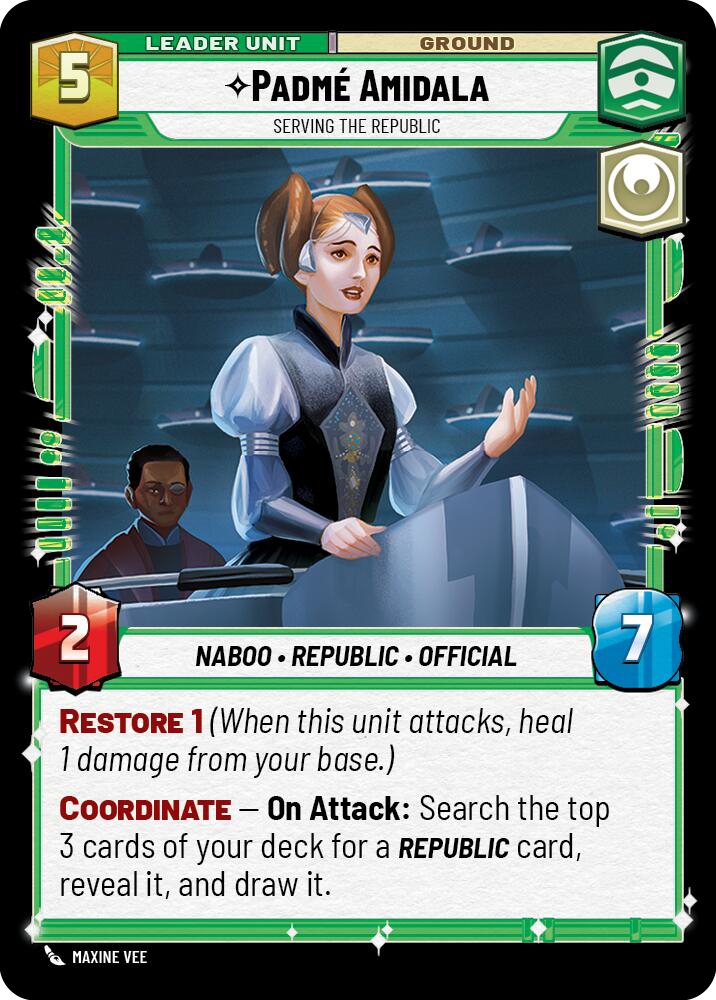 LEADER UNIT
GROUND
5
✧PADMÉ AMIDALA
SERVING THE REPUBLIC
2
NABOO • REPUBLIC • OFFICIAL
7
RESTORE 1 (When this unit attacks, heal
1 damage from your base.)
COORDINATE — On Attack: Search the top
3 cards of your deck for a REPUBLIC card,
reveal it, and draw it.
MAXINE VEE